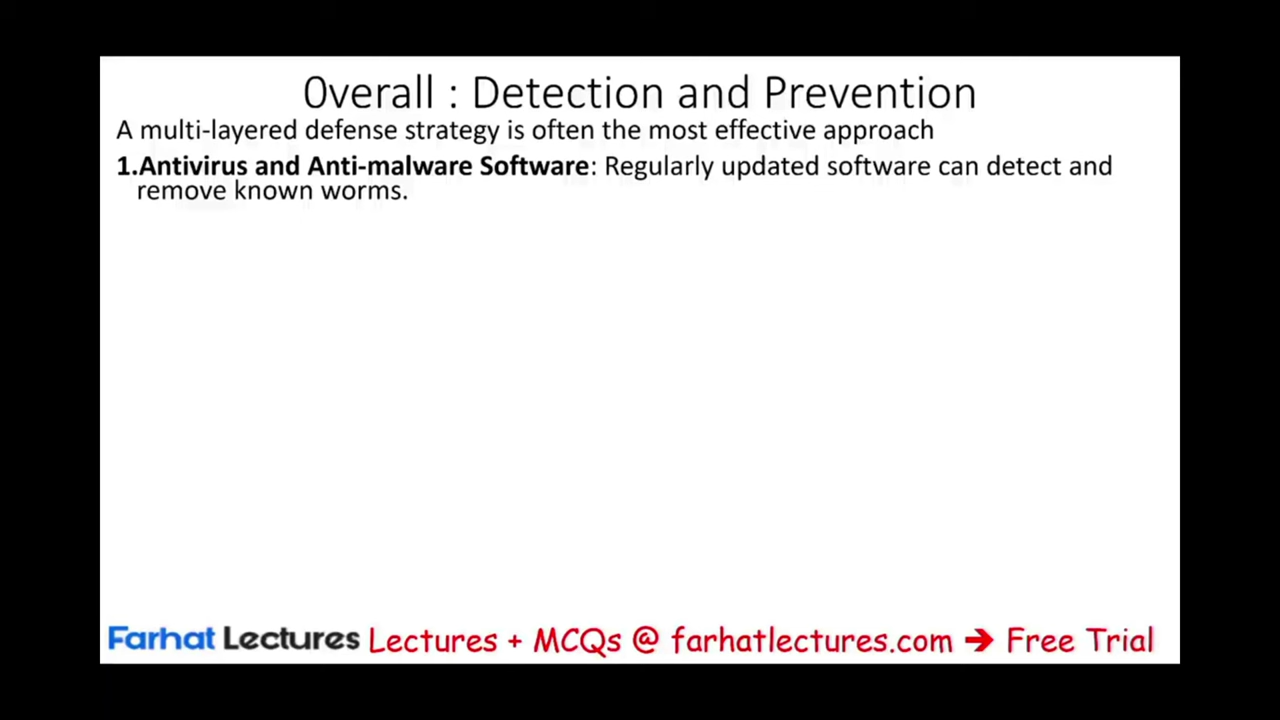 Overall : Detection and Prevention
A multi-layered defense strategy is often the most effective approach
1.Antivirus and Anti-malware Software: Regularly updated software can detect and
remove known worms.
Farhat Lectures Lectures + MCQs @ farhatlectures.com ➔ Free Trial